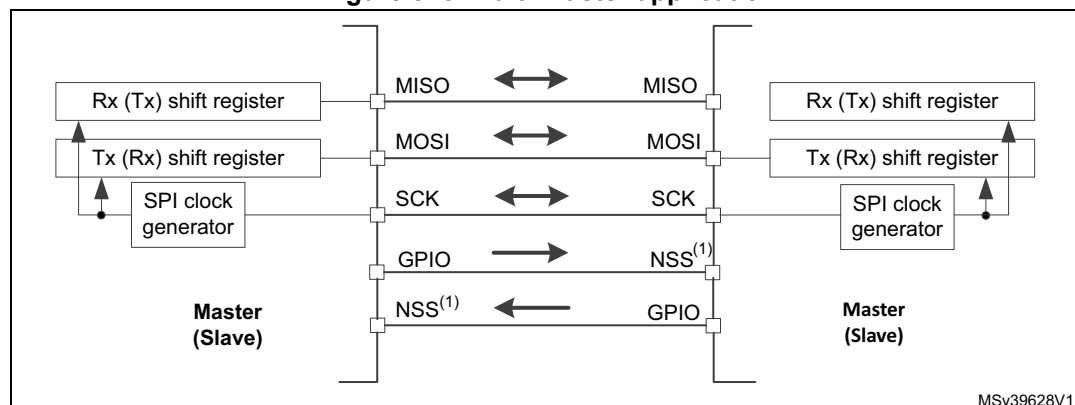 MISO
MISO
Rx (Tx) shift register
Rx (Tx) shift register
MOSI
MOSI
Tx (Rx) shift register
Tx (Rx) shift register
SCK
SCK
SPI clock
generator
SPI clock
generator
GPIO
NSS(1)
Master
(Slave)
NSS(1)
GPIO
Master
(Slave)
MSv39628V1